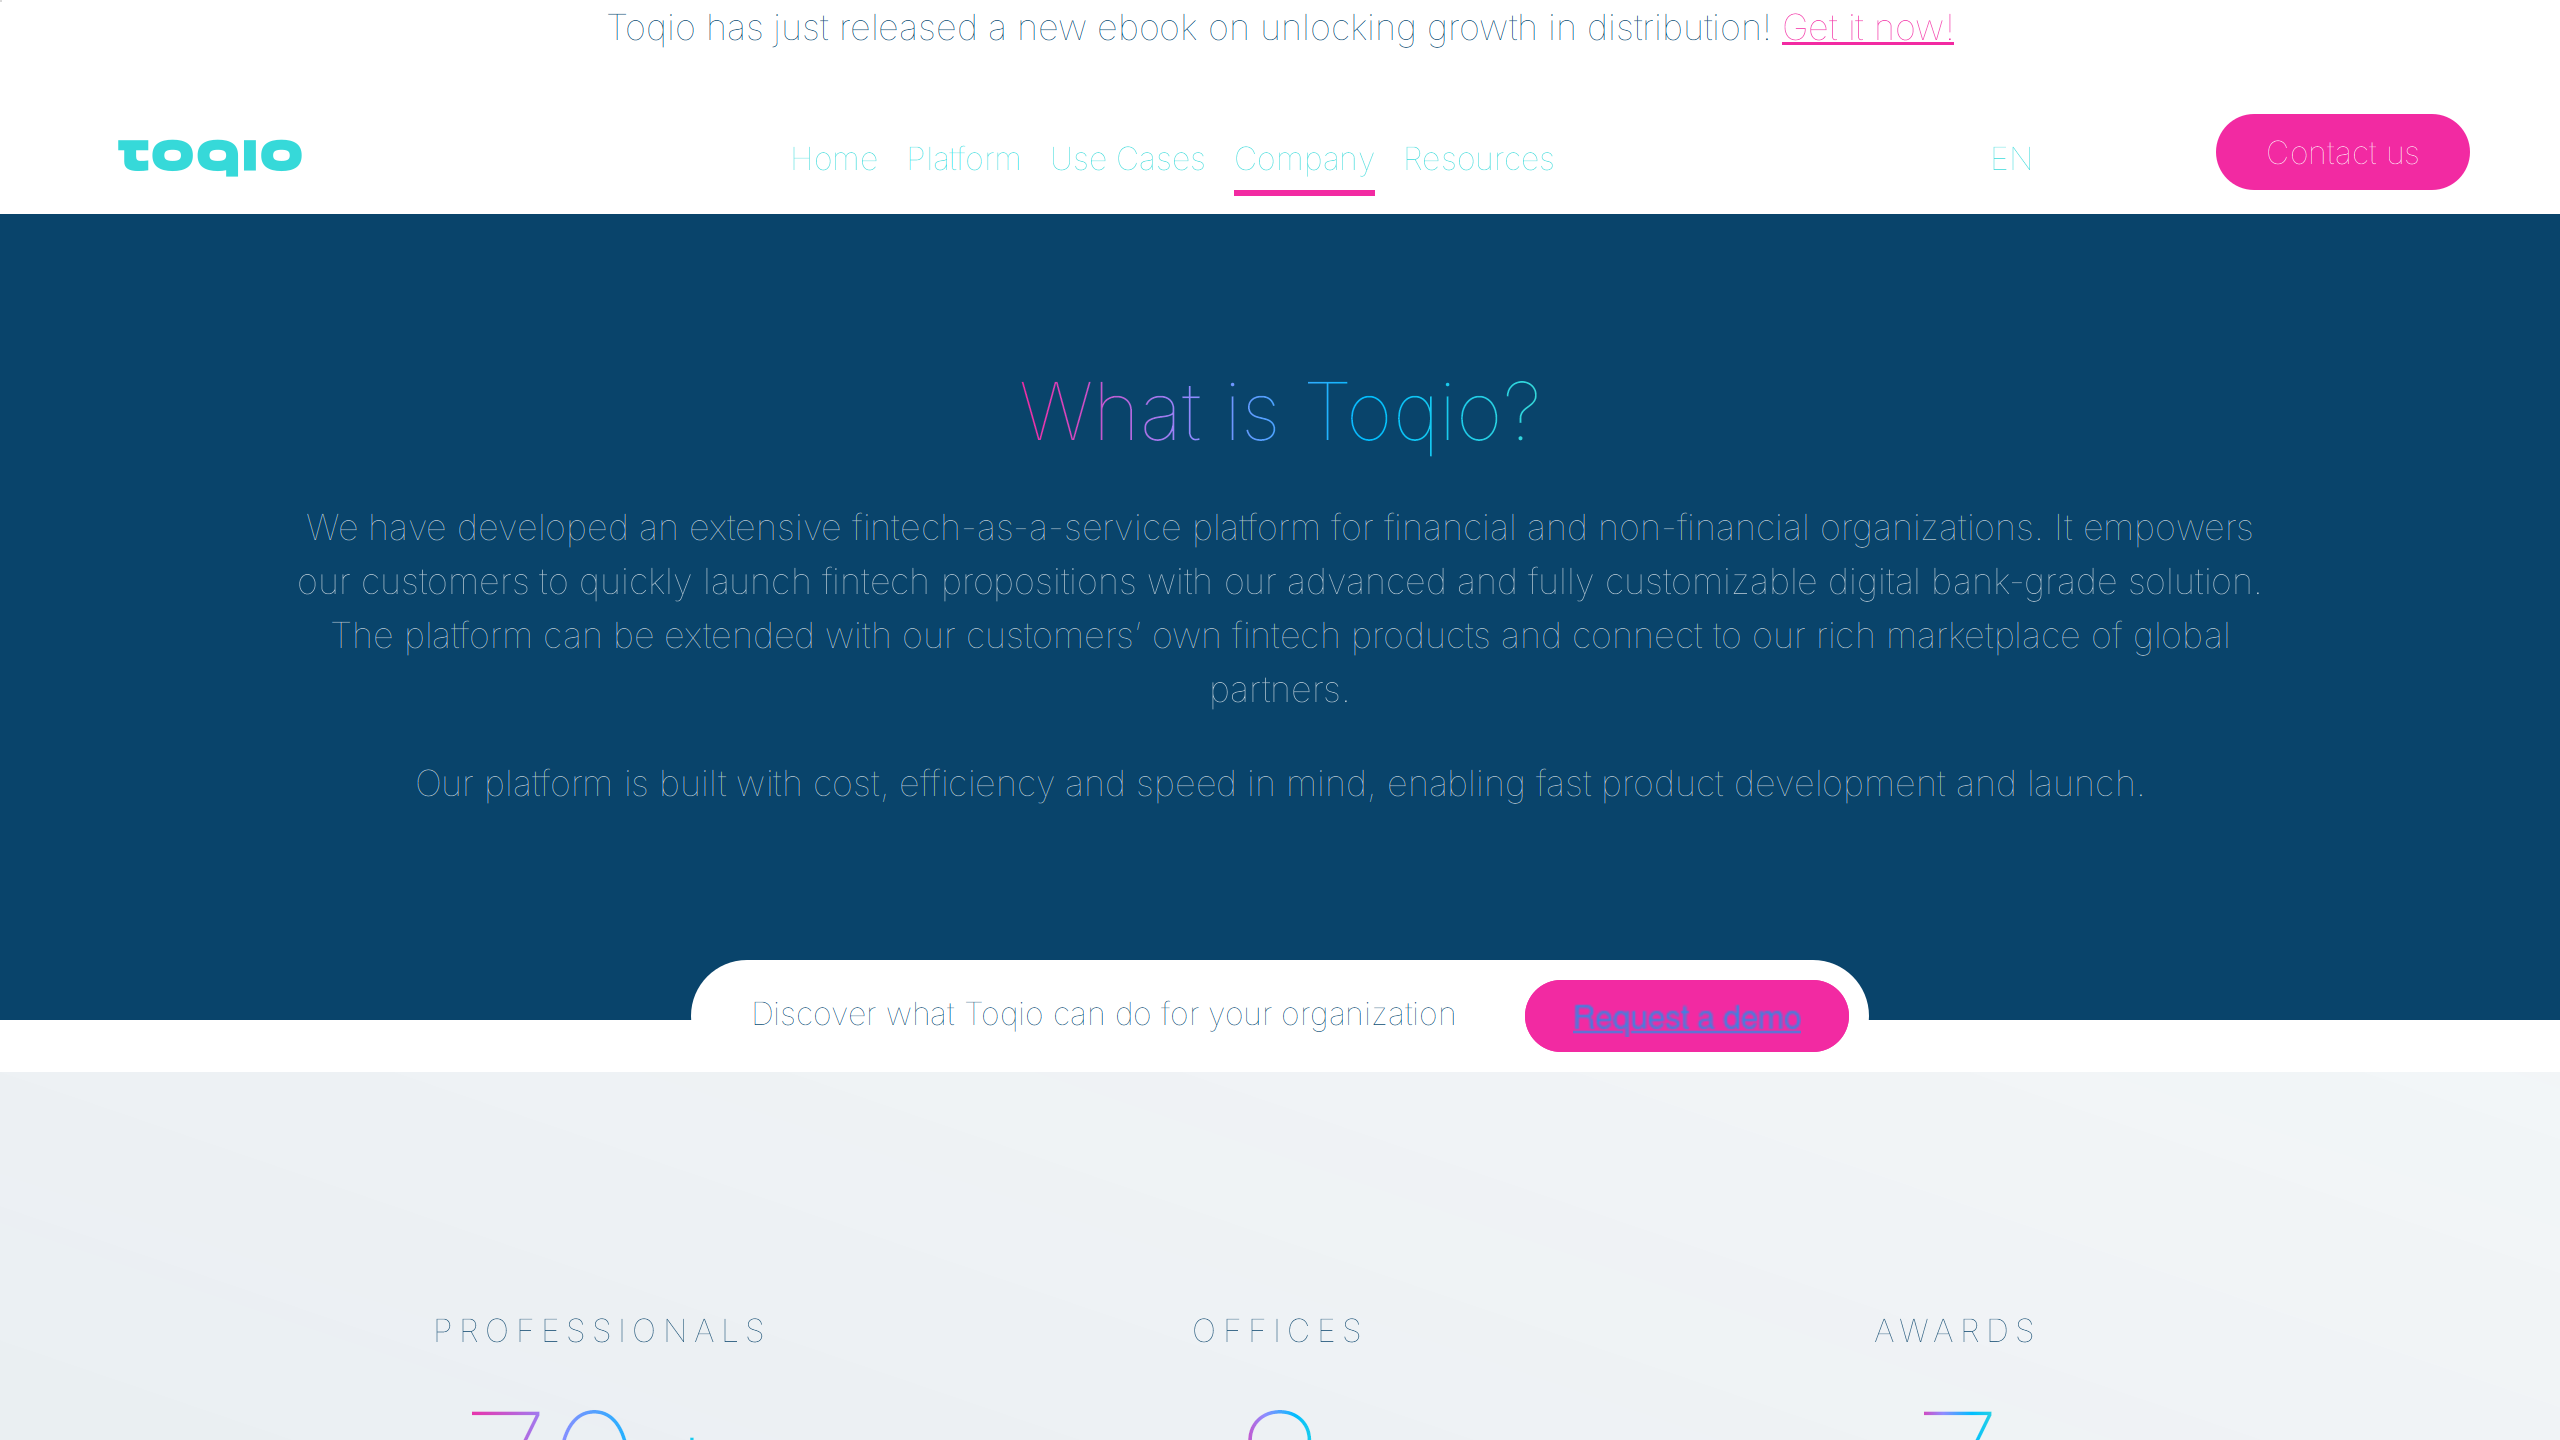 Toqio has just released a new ebook on unlocking growth in distribution! Get it now!
TOQIO
Home Platform Use Cases Company Resources
EN
Contact us
What is Toqio?
We have developed an extensive fintech-as-a-service platform for financial and non-financial organizations. It empowers
our customers to quickly launch fintech propositions with our advanced and fully customizable digital bank-grade solution.
The platform can be extended with our customers’ own fintech products and connect to our rich marketplace of global
partners.
Our platform is built with cost, efficiency and speed in mind, enabling fast product development and launch.
Discover what Toqio can do for your organization
Request a demo
PROFESSIONALS
OFFICES
AWARDS